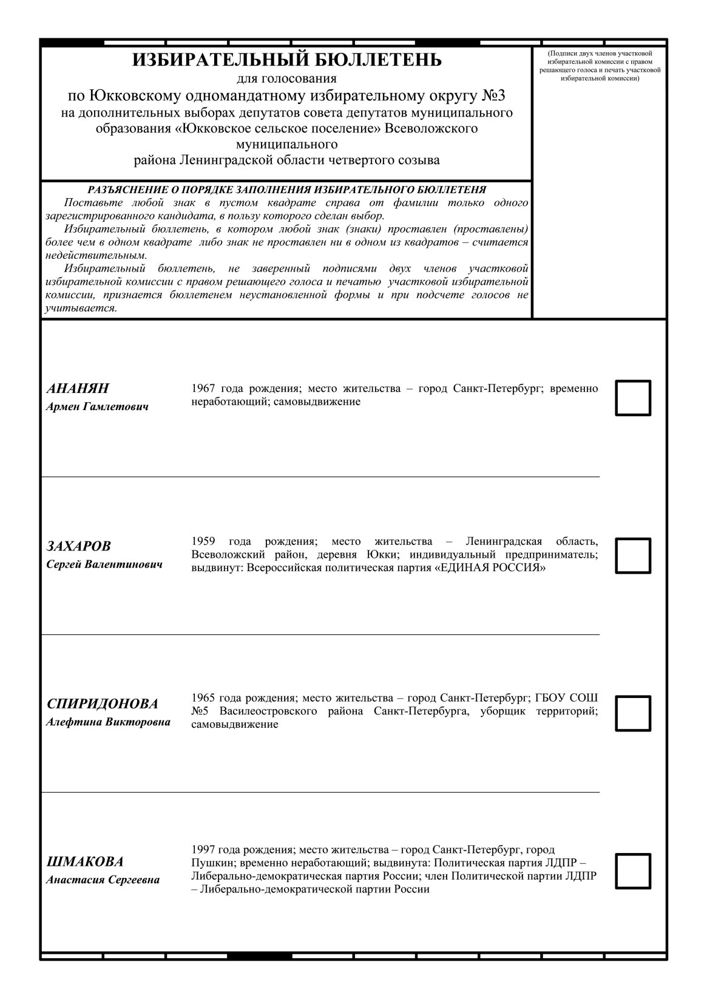 ИЗБИРАТЕЛЬНЫЙ БЮЛЛЕТЕНЬ
для голосования
по Юкковскому одномандатному избирательному округу №3
на дополнительных выборах депутатов совета депутатов муниципального
образования «Юкковское сельское поселение» Всеволожского
муниципального
района Ленинградской области четвертого созыва
(Подписи двух членов участковой
избирательной комиссии с правом
решающего голоса и печать участковой
избирательной комиссии)
РАЗЪЯСНЕНИЕ О ПОРЯДКЕ ЗАПОЛНЕНИЯ ИЗБИРАТЕЛЬНОГО БЮЛЛЕТЕНЯ
Поставьте любой знак в пустом квадрате справа от фамилии только одного
зарегистрированного кандидата, в пользу которого сделан выбор.
Избирательный бюллетень, в котором любой знак (знаки) проставлен (проставлены)
более чем в одном квадрате либо знак не проставлен ни в одном из квадратов – считается
недействительным.
Избирательный бюллетень, не заверенный подписями двух членов участковой
избирательной комиссии с правом решающего голоса и печатью участковой избирательной
комиссии, признается бюллетенем неустановленной формы и при подсчете голосов не
учитывается.
АНАНЯН
Армен Гамлетович
1967 года рождения; место жительства – город Санкт-Петербург; временно
неработающий; самовыдвижение
ЗАХАРОВ
Сергей Валентинович
1959 года рождения; место жительства – Ленинградская область,
Всеволожский район, деревня Юкки; индивидуальный предприниматель;
выдвинут: Всероссийская политическая партия «ЕДИНАЯ РОССИЯ»
СПИРИДОНОВА
Алефтина Викторовна
1965 года рождения; место жительства – город Санкт-Петербург; ГБОУ СОШ
№5 Василеостровского района Санкт-Петербурга, уборщик территорий;
самовыдвижение
ШМАКОВА
Анастасия Сергеевна
1997 года рождения; место жительства – город Санкт-Петербург, город
Пушкин; временно неработающий; выдвинута: Политическая партия ЛДПР –
Либерально-демократическая партия России; член Политической партии ЛДПР
– Либерально-демократической партии России